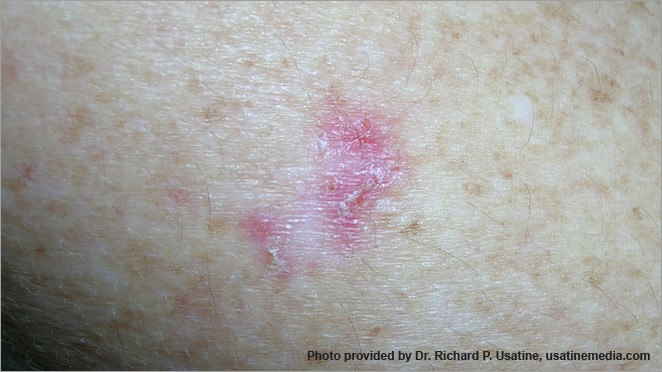 Photo provided by Dr. Richard P. Usatine, usatinemedia.com